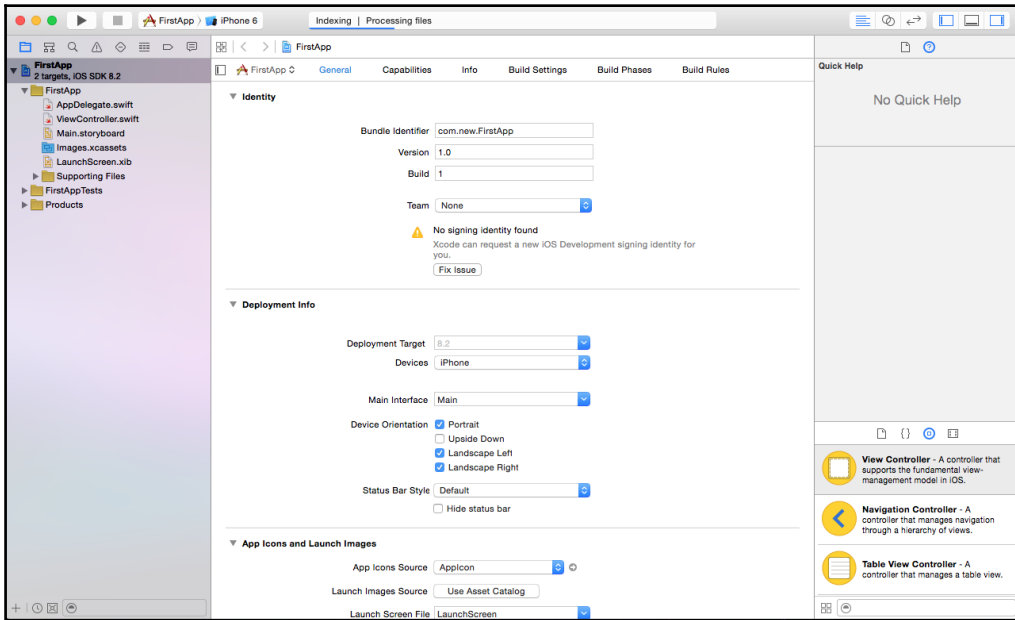 FirstApp
iPhone 6
Indexing | Processing files
FirstApp
2 targets, iOS SDK 8.2
FirstApp
AppDelegate.swift
ViewController.swift
Main.storyboard
Images.xcassets
LaunchScreen.xib
Supporting Files
FirstAppTests
Products
FirstApp
FirstApp
General
Capabilities
Info
Build Settings
Build Phases
Build Rules
Identity
Bundle Identifier com.new.FirstApp
Version 1.0
Build 1
Team None
No signing identity found
Xcode can request a new iOS Development signing identity for
you.
Fix Issue
Deployment Info
Deployment Target 8.2
Devices iPhone
Main Interface Main
Device Orientation Portrait
Upside Down
Landscape Left
Landscape Right
Status Bar Style Default
Hide status bar
App Icons and Launch Images
App Icons Source AppIcon
Launch Images Source Use Asset Catalog
Launch Screen File LaunchScreen
Quick Help
No Quick Help
View Controller - A controller that
supports the fundamental view-
management model in iOS.
Navigation Controller - A
controller that manages navigation
through a hierarchy of views.
Table View Controller - A
controller that manages a table view.